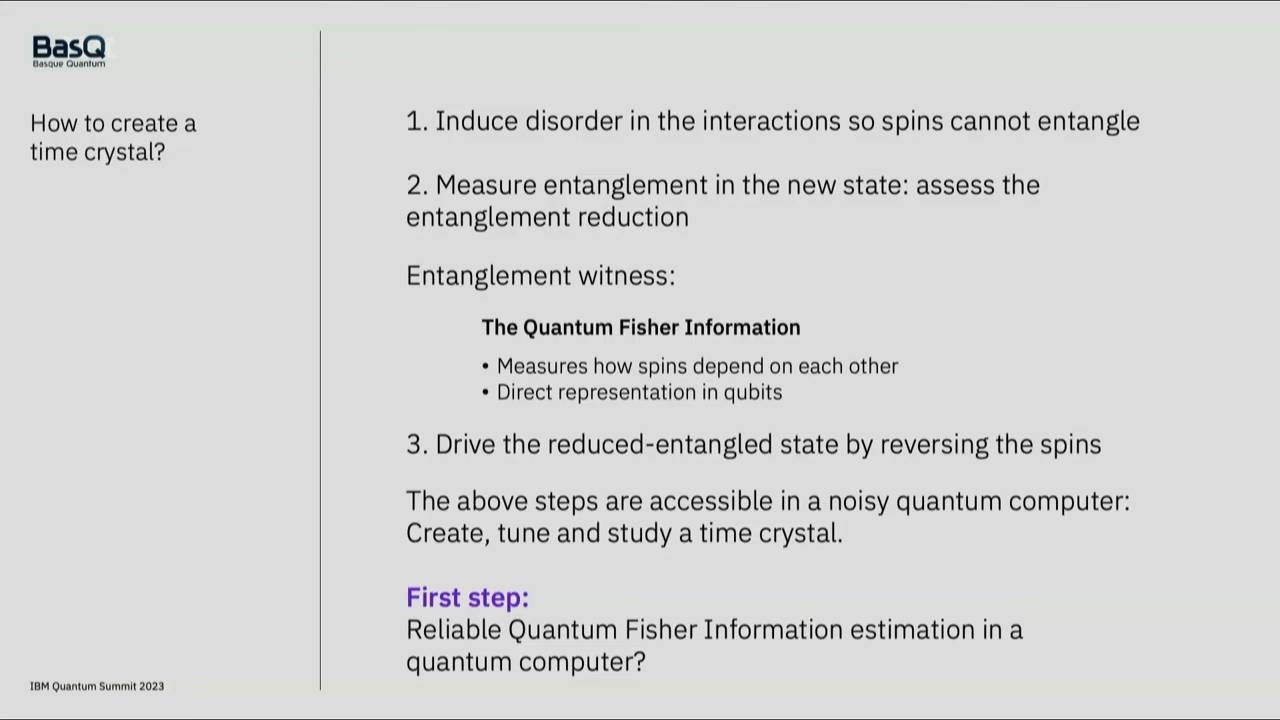 BasQ
Basque Quantum
How to create a
time crystal?
1. Induce disorder in the interactions so spins cannot entangle
2. Measure entanglement in the new state: assess the
entanglement reduction
Entanglement witness:
The Quantum Fisher Information
• Measures how spins depend on each other
• Direct representation in qubits
3. Drive the reduced-entangled state by reversing the spins
The above steps are accessible in a noisy quantum computer:
Create, tune and study a time crystal.
First step:
Reliable Quantum Fisher Information estimation in a
quantum computer?
IBM Quantum Summit 2023